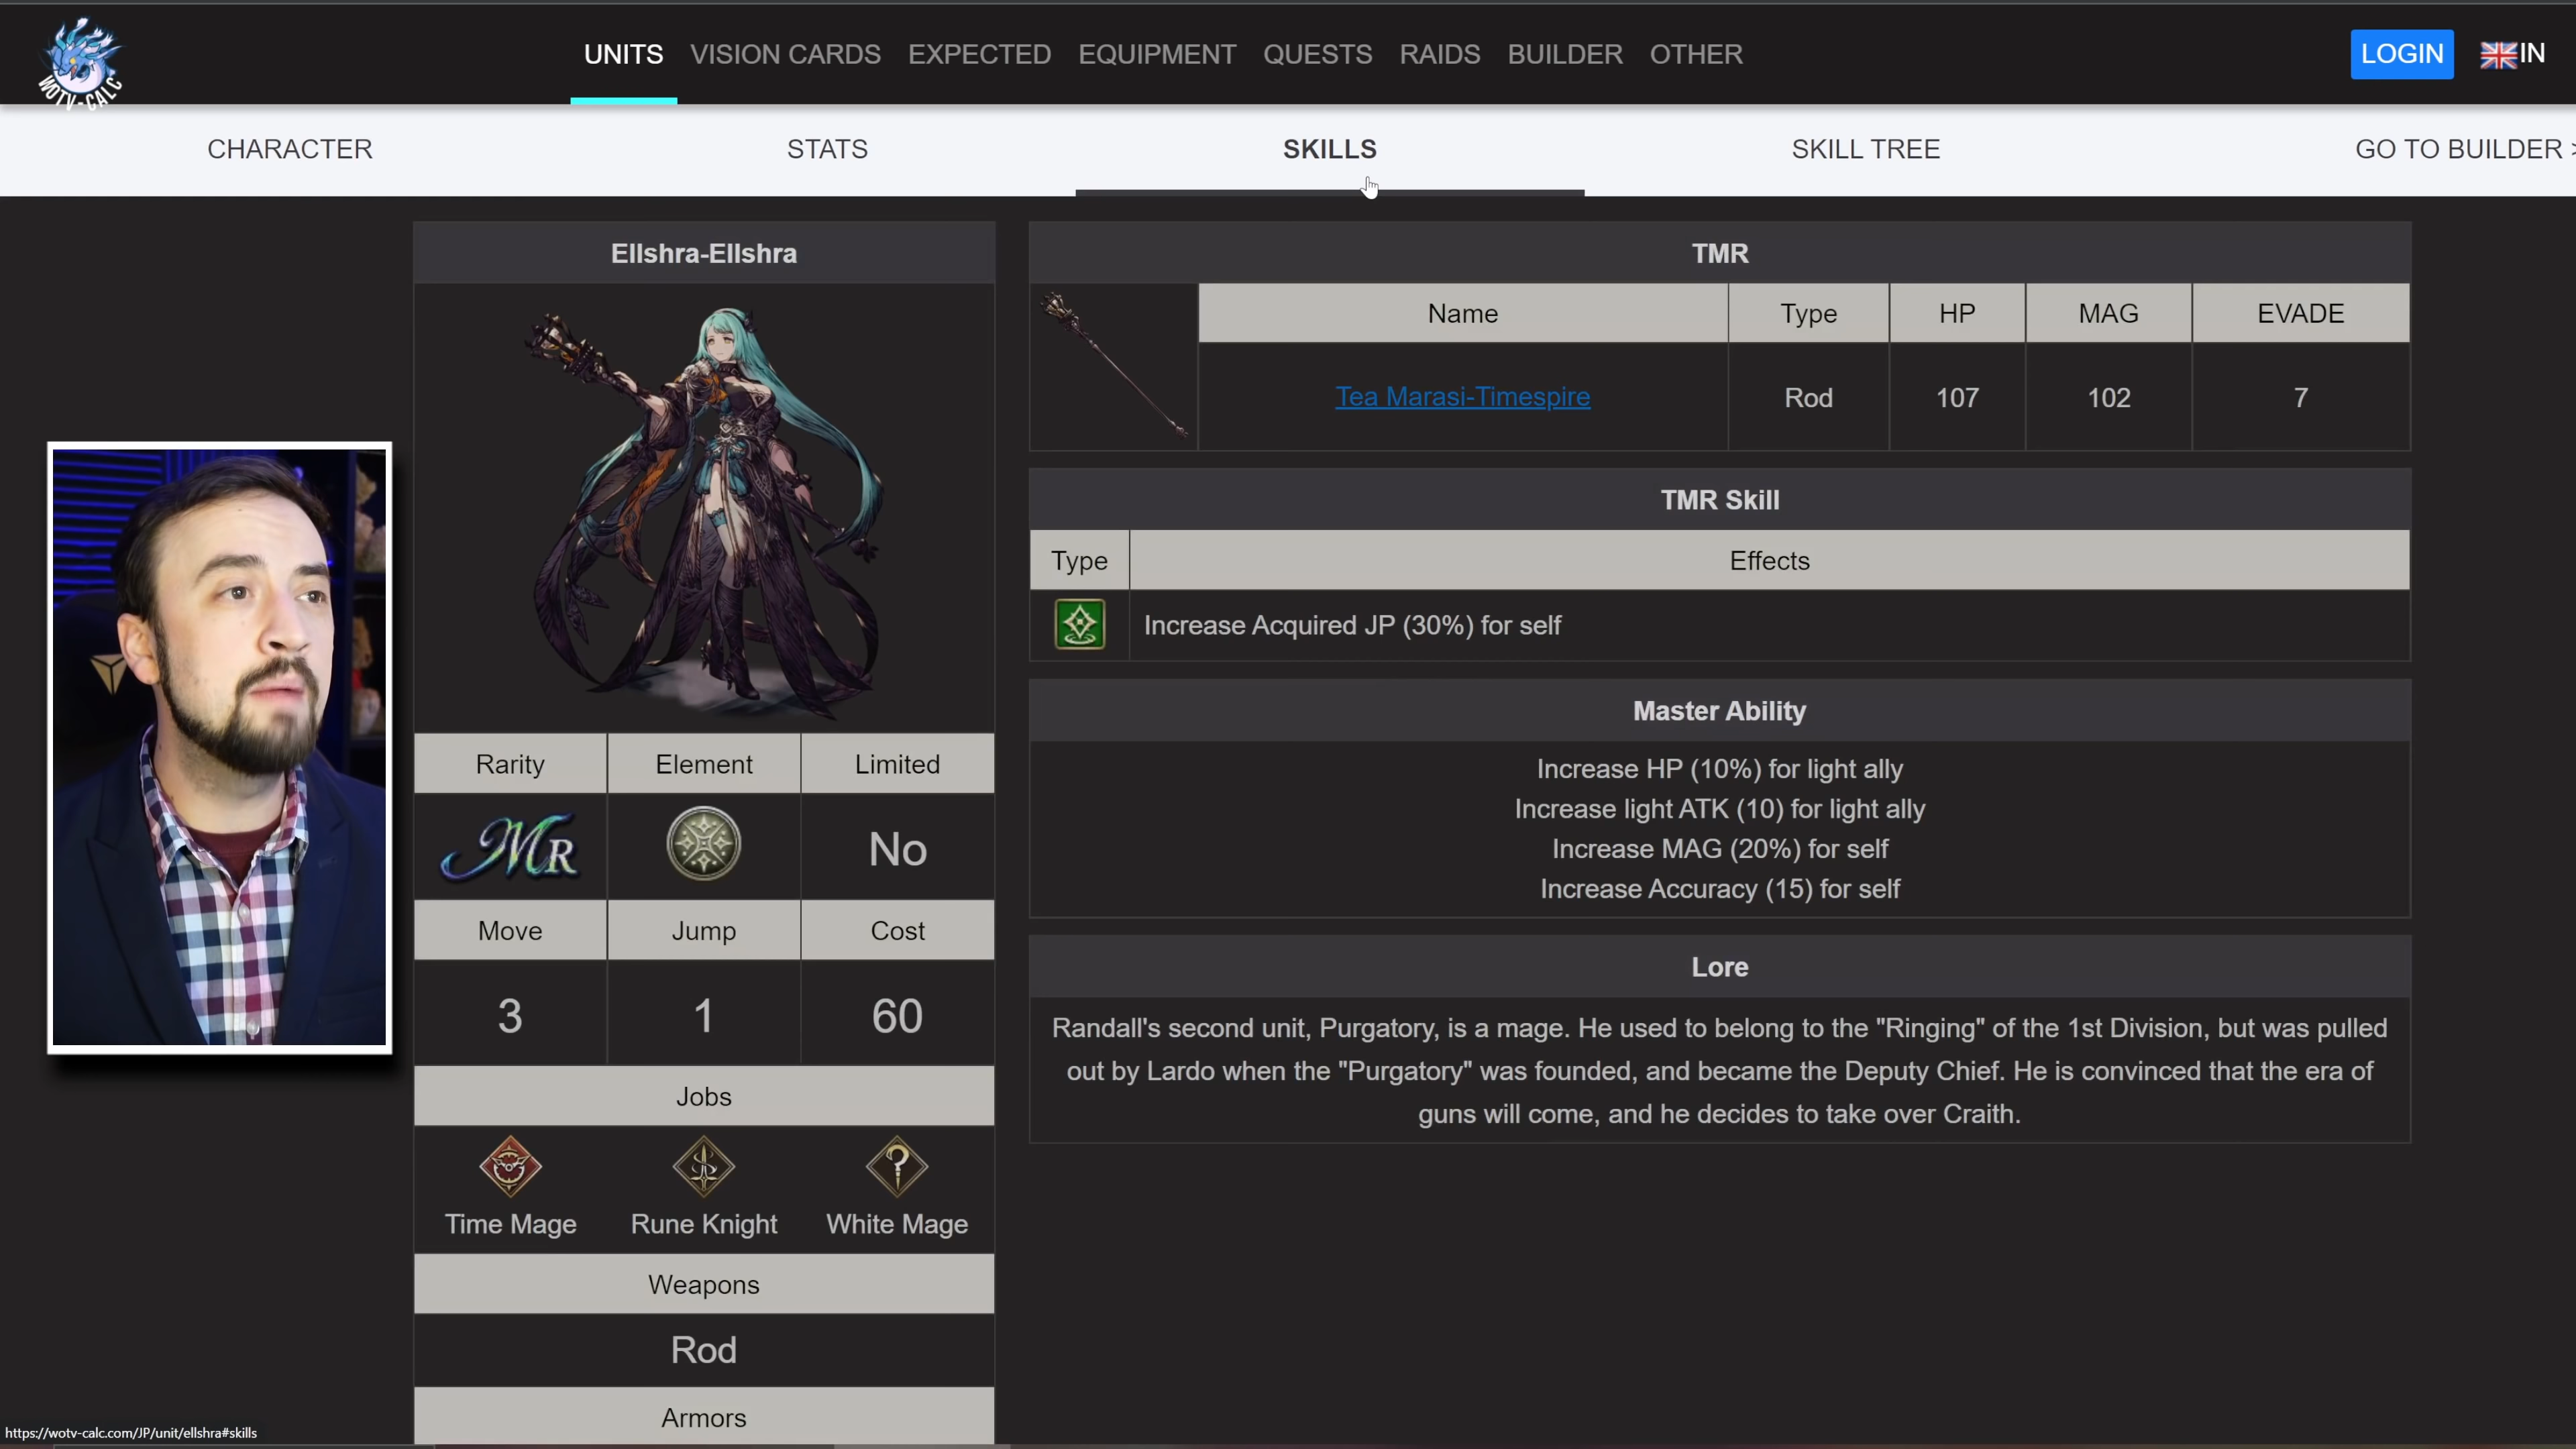 UNITS VISION CARDS EXPECTED EQUIPMENT QUESTS RAIDS BUILDER OTHER
LOGIN IN
WOTV-CALC
CHARACTER STATS SKILLS SKILL TREE GO TO BUILDER >
Ellshra-Ellshra
Rarity Element Limited
MR No
Move Jump Cost
3 1 60
Jobs
Time Mage Rune Knight White Mage
Weapons
Rod
Armors
TMR
Name Type HP MAG EVADE
Tea Marasi-Timespire Rod 107 102 7
TMR Skill
Type Effects
Increase Acquired JP (30%) for self
Master Ability
Increase HP (10%) for light ally
Increase light ATK (10) for light ally
Increase MAG (20%) for self
Increase Accuracy (15) for self
Lore
Randall's second unit, Purgatory, is a mage. He used to belong to the "Ringing" of the 1st Division, but was pulled
out by Lardo when the "Purgatory" was founded, and became the Deputy Chief. He is convinced that the era of
guns will come, and he decides to take over Craith.
https://wotv-calc.com/JP/unit/ellshra#skills